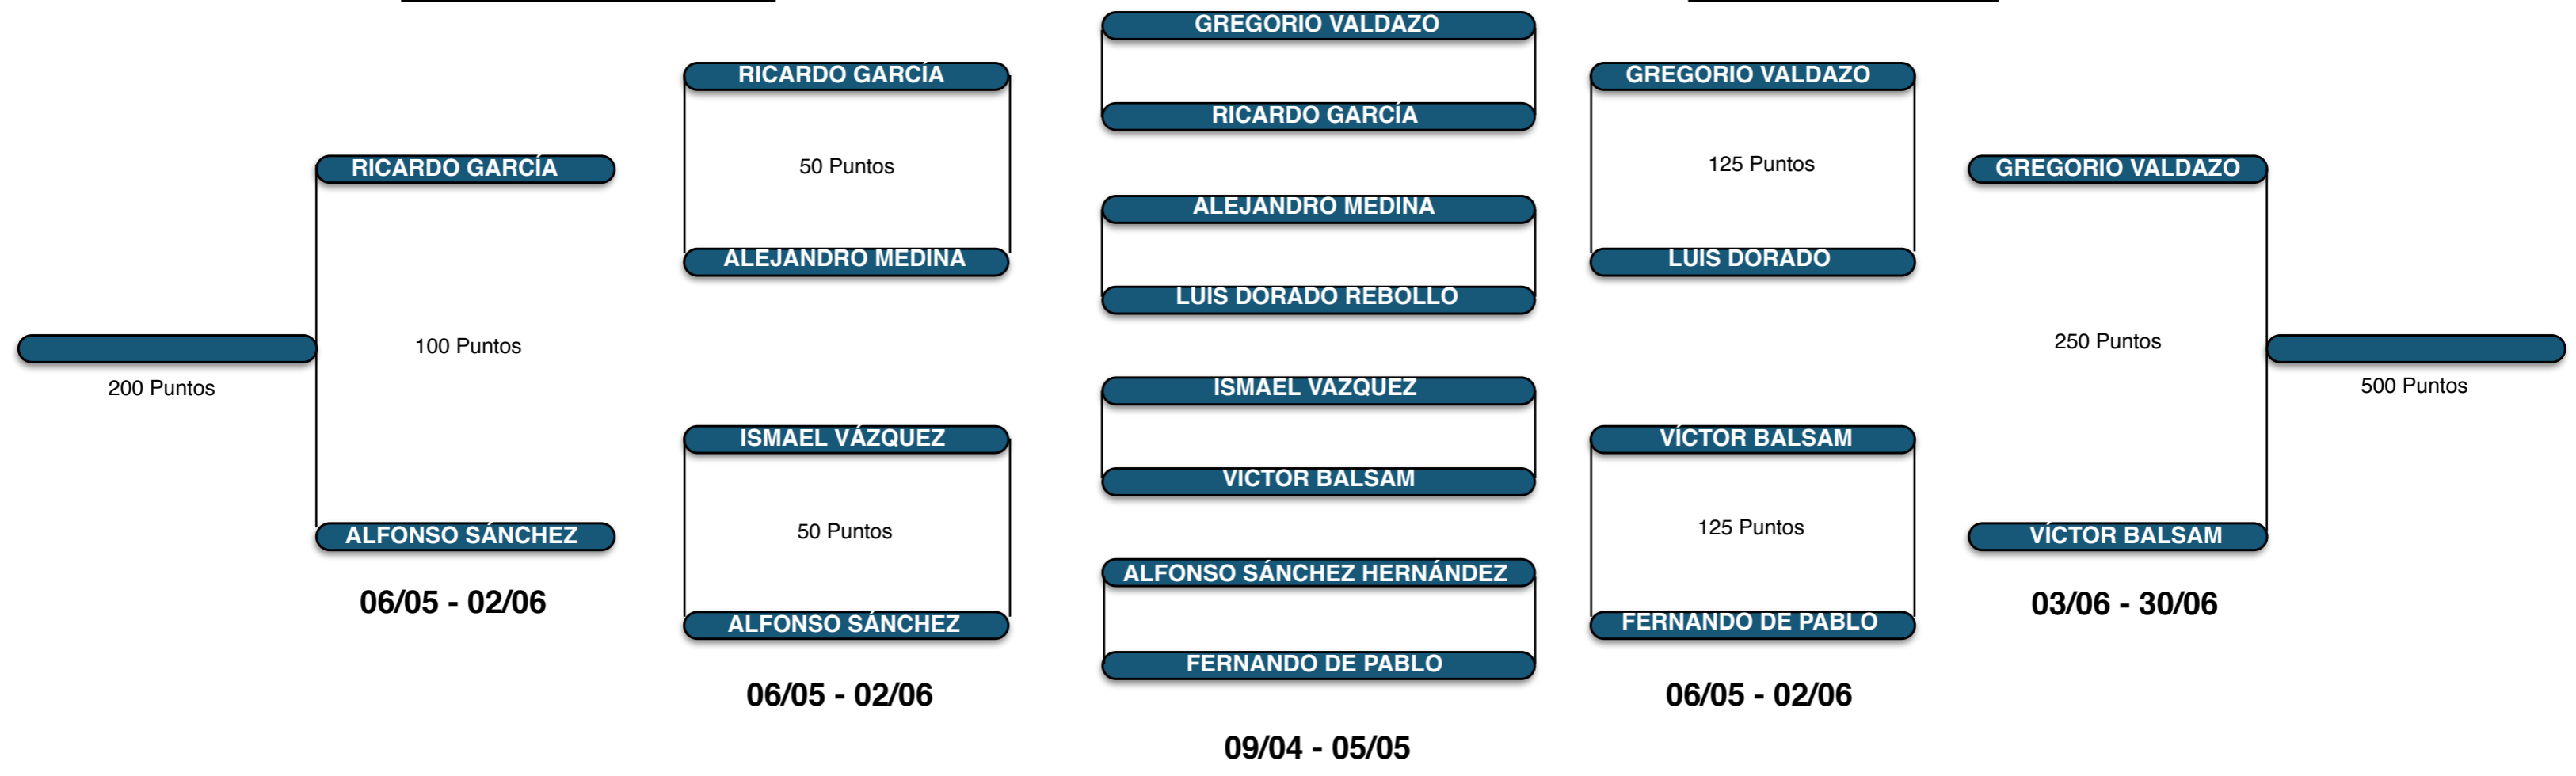 GREGORIO VALDAZO
RICARDO GARCÍA
GREGORIO VALDAZO
RICARDO GARCÍA
RICARDO GARCÍA
50 Puntos
125 Puntos
GREGORIO VALDAZO
ALEJANDRO MEDINA
ALEJANDRO MEDINA
LUIS DORADO
LUIS DORADO REBOLLO
100 Puntos
250 Puntos
200 Puntos
ISMAEL VAZQUEZ
500 Puntos
ISMAEL VÁZQUEZ
VÍCTOR BALSAM
VICTOR BALSAM
50 Puntos
125 Puntos
ALFONSO SÁNCHEZ
VÍCTOR BALSAM
ALFONSO SÁNCHEZ HERNÁNDEZ
06/05 - 02/06
03/06 - 30/06
ALFONSO SÁNCHEZ
FERNANDO DE PABLO
FERNANDO DE PABLO
06/05 - 02/06
06/05 - 02/06
09/04 - 05/05